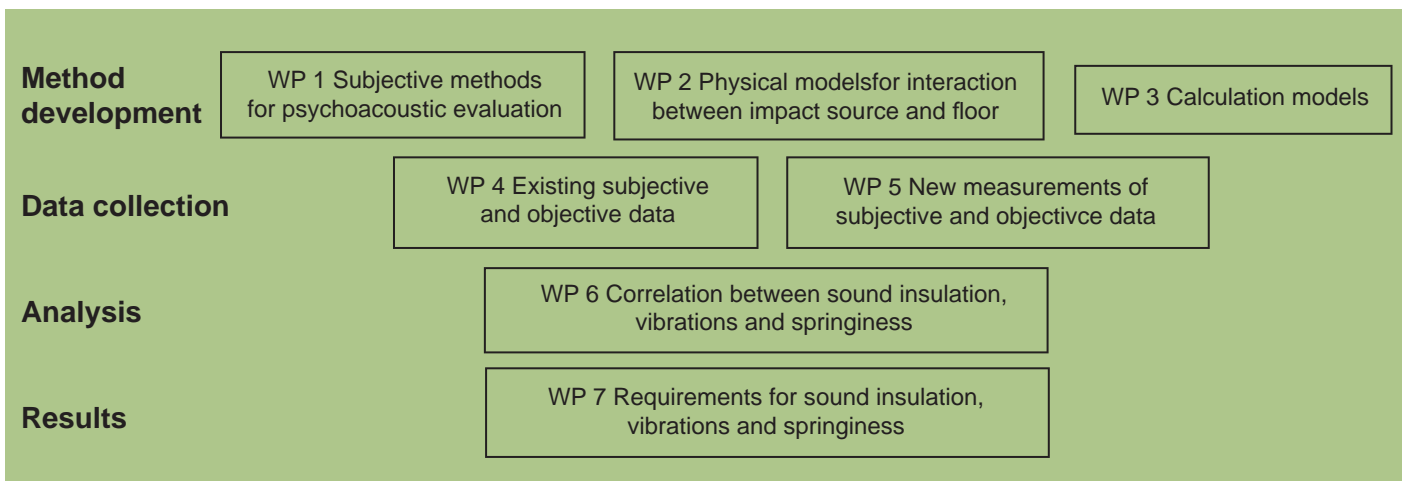 Method
development
WP 1 Subjective methods
for psychoacoustic evaluation
WP 2 Physical modelsfor interaction
between impact source and floor
WP 3 Calculation models
Data collection
WP 4 Existing subjective
and objective data
WP 5 New measurements of
subjective and objectivce data
Analysis
WP 6 Correlation between sound insulation,
vibrations and springiness
Results
WP 7 Requirements for sound insulation,
vibrations and springiness